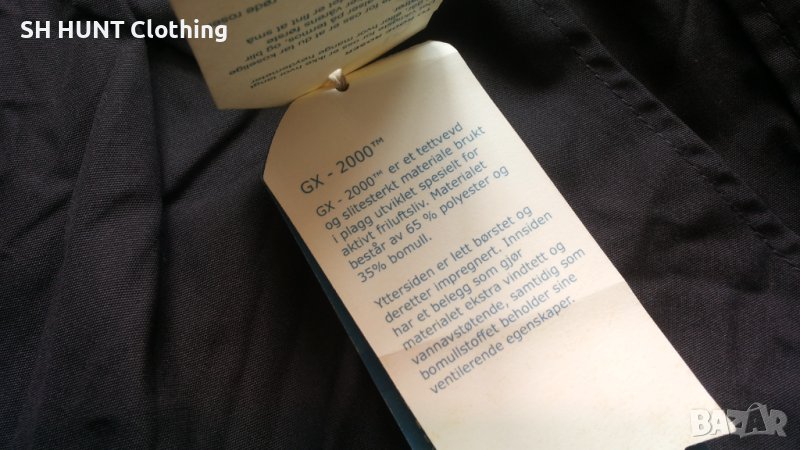 SH HUNT Clothing
GX - 2000™
GX - 2000™ er et tettvevd
og slitesterkt materiale brukt
i plagg utviklet spesielt for
aktivt friluftsliv. Materialet
består av 65 % polyester og
35% bomull.
Yttersiden er lett børstet og
deretter impregnert. Innsiden
har et belegg som gjør
materialet ekstra vindtett og
vannavstøtende, samtidig som
bomullstoffet beholder sine
ventilerende egenskaper.
BAZAR